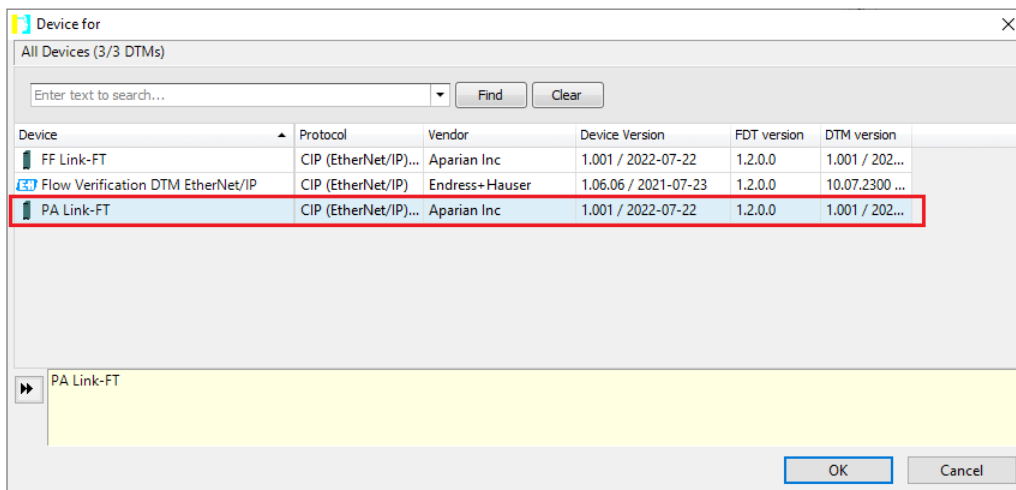 Device for
All Devices (3/3 DTMs)
Enter text to search... Find Clear
Device Protocol Vendor Device Version FDT version DTM version
FF Link-FT CIP (EtherNet/IP)... Aparian Inc 1.001 / 2022-07-22 1.2.0.0 1.001 / 202...
EH Flow Verification DTM EtherNet/IP CIP (EtherNet/IP) Endress+Hauser 1.06.06 / 2021-07-23 1.2.0.0 10.07.2300 ...
PA Link-FT CIP (EtherNet/IP)... Aparian Inc 1.001 / 2022-07-22 1.2.0.0 1.001 / 202...
PA Link-FT
OK Cancel